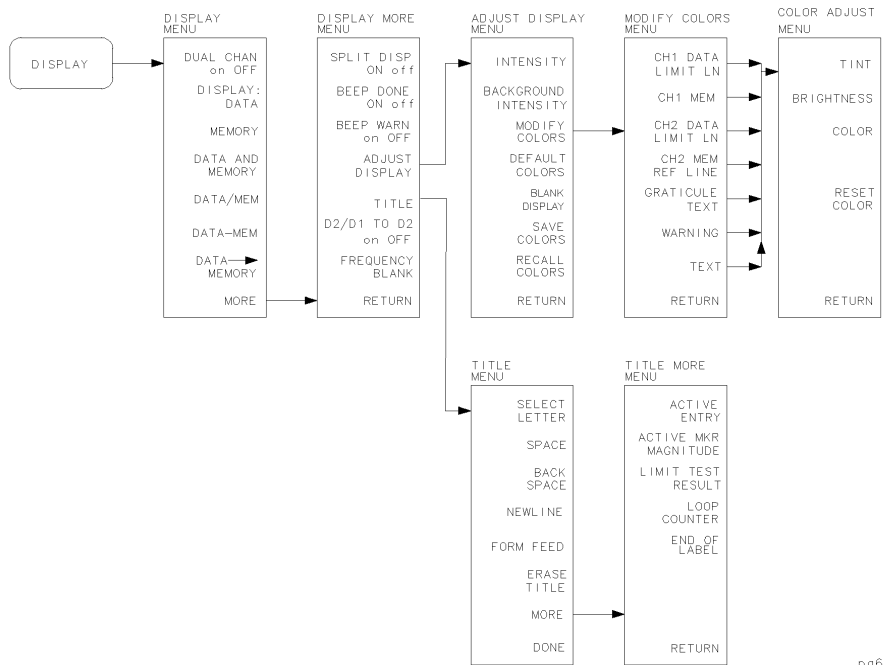 DISPLAY
DISPLAY
MENU
DUAL CHAN
on OFF
DISPLAY:
DATA
MEMORY
DATA AND
MEMORY
DATA/MEM
DATA-MEM
DATA
MEMORY
MORE
DISPLAY MORE
MENU
SPLIT DISP
ON off
BEEP DONE
ON off
BEEP WARN
on OFF
ADJUST
DISPLAY
TITLE
D2/D1 TO D2
on OFF
FREQUENCY
BLANK
RETURN
ADJUST DISPLAY
MENU
INTENSITY
BACKGROUND
INTENSITY
MODIFY
COLORS
DEFAULT
COLORS
BLANK
DISPLAY
SAVE
COLORS
RECALL
COLORS
RETURN
MODIFY COLORS
MENU
CH1 DATA
LIMIT LN
CH1 MEM
CH2 DATA
LIMIT LN
CH2 MEM
REF LINE
GRATICULE
TEXT
WARNING
TEXT
RETURN
COLOR ADJUST
MENU
TINT
BRIGHTNESS
COLOR
RESET
COLOR
RETURN
TITLE
MENU
SELECT
LETTER
SPACE
BACK
SPACE
NEWLINE
FORM FEED
ERASE
TITLE
MORE
DONE
TITLE MORE
MENU
ACTIVE
ENTRY
ACTIVE MKR
MAGNITUDE
LIMIT TEST
RESULT
LOOP
COUNTER
END OF
LABEL
RETURN